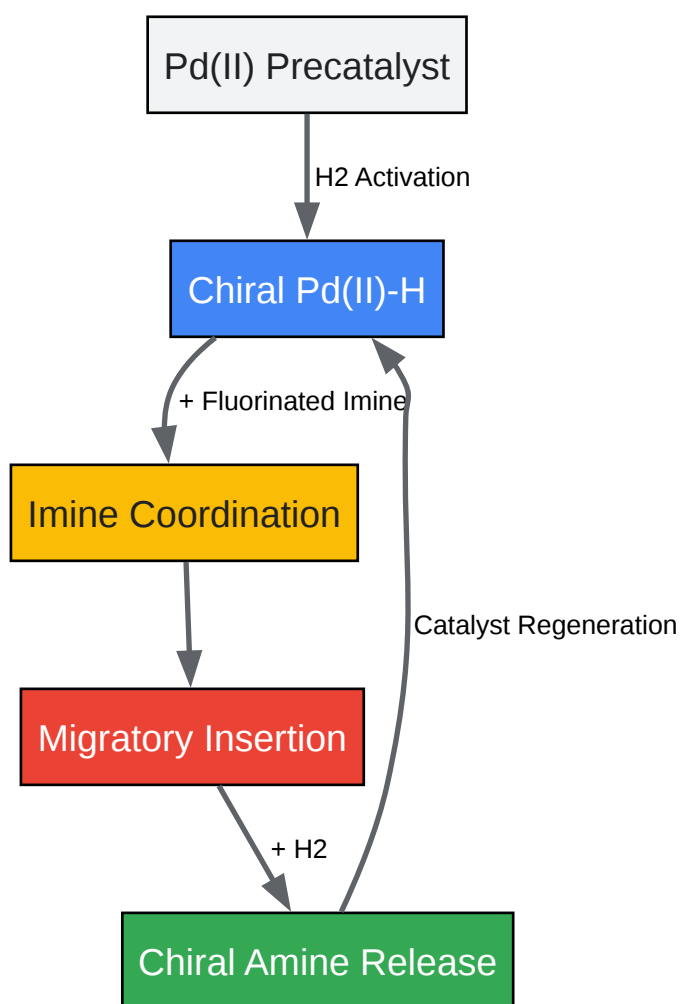 Pd(II) Precatalyst
H2 Activation
Chiral Pd(II)-H
+ Fluorinated Imine
Imine Coordination
Catalyst Regeneration
Migratory Insertion
+ H2
Chiral Amine Release